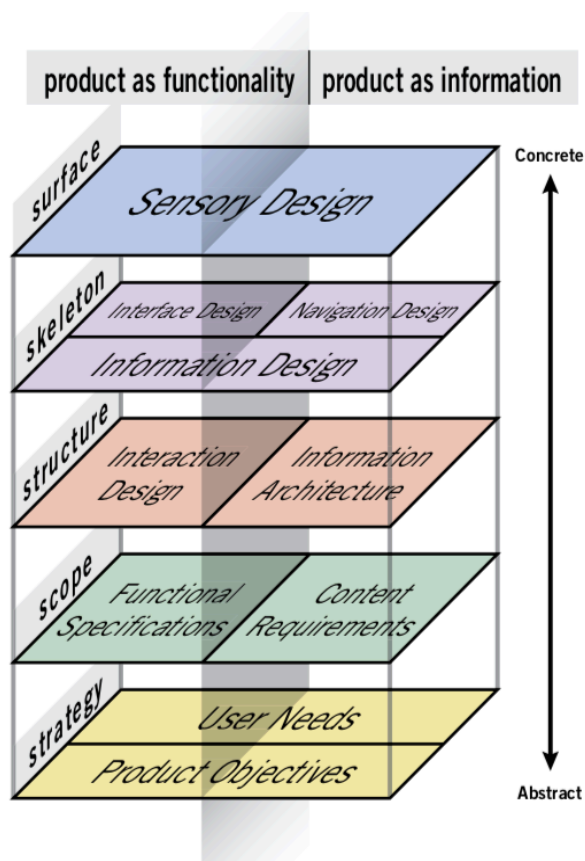 product as functionality
product as information
Concrete
surface
Sensory Design
skeleton
Interface Design
Navigation Design
Information Design
structure
Interaction
Design
Information
Architecture
scope
Functional
Specifications
Content
Requirements
strategy
User Needs
Product Objectives
Abstract